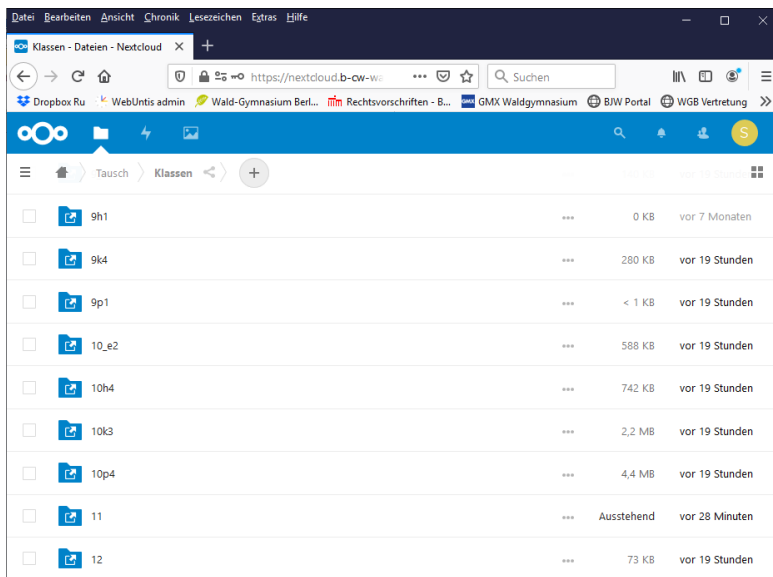 Datei Bearbeiten Ansicht Chronik Lesezeichen Extras Hilfe
Klassen - Dateien - Nextcloud
https://nextcloud.b-cw-wa
Suchen
Dropbox Ru WebUntis admin Wald-Gymnasium Berl... Rechtsvorschriften - B... GMX GMX Waldgymnasium BJW Portal WGB Vertretung
S
Tausch Klassen
9h1 0 KB vor 7 Monaten
9k4 280 KB vor 19 Stunden
9p1 < 1 KB vor 19 Stunden
10_e2 588 KB vor 19 Stunden
10h4 742 KB vor 19 Stunden
10k3 2,2 MB vor 19 Stunden
10p4 4,4 MB vor 19 Stunden
11 Ausstehend vor 28 Minuten
12 73 KB vor 19 Stunden